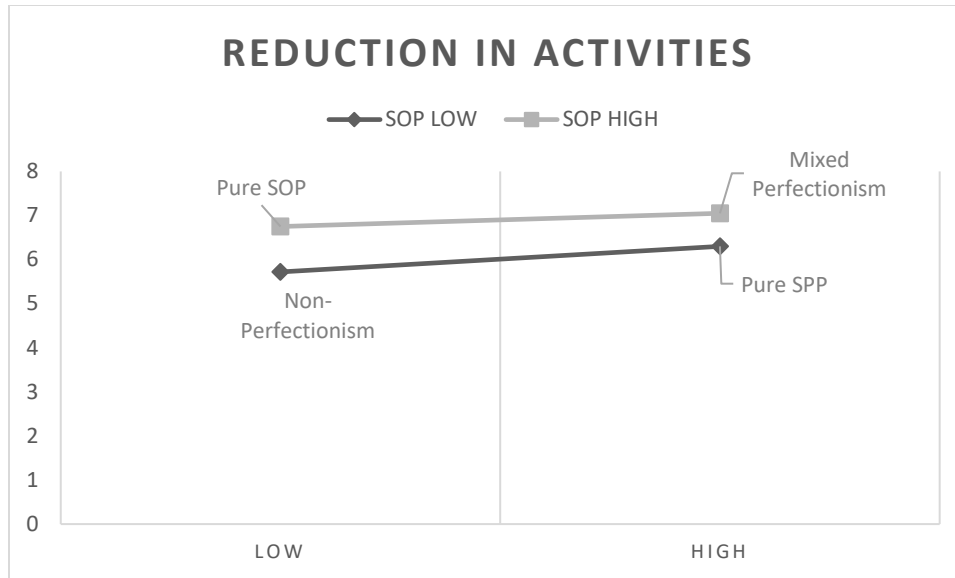 REDUCTION IN ACTIVITIES
SOP LOW SOP HIGH
8
7
6
5
4
3
2
1
0
Pure SOP
Mixed
Perfectionism
Non-
Perfectionism
Pure SPP
LOW HIGH